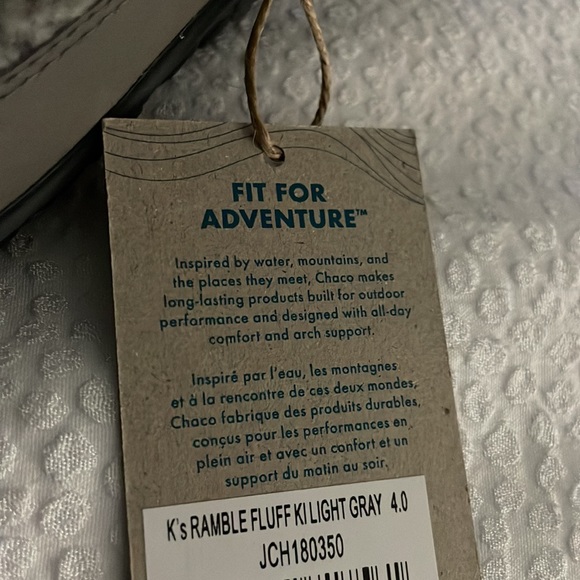 FIT FOR
ADVENTURE™
Inspired by water, mountains, and
the places they meet, Chaco makes
long-lasting products built for outdoor
performance and designed with all-day
comfort and arch support.
Inspiré par l'eau, les montagnes
et à la rencontre de ces deux mondes,
Chaco fabrique des produits durables,
conçus pour les performances en
plein air et avec un confort et un
support du matin au soir.
K's RAMBLE FLUFF KI LIGHT GRAY 4.0
JCH180350